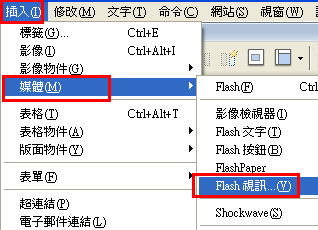 插入(I) 修改(M) 文字(T) 命令(C) 網站(S) 視窗(W)
標籤(G)... Ctrl+E
影像(I) Ctrl+Alt+I
影像物件(G)
媒體(M)
表格(T) Ctrl+Alt+T
表格物件(A)
版面物件(Y)
表單(F)
超連結(P)
電子郵件連結(L)
Flash(F)
影像檢視器(I)
Flash 文字(T)
Flash 按鈕(B)
FlashPaper
Flash 視訊...(V)
Shockwave(S)